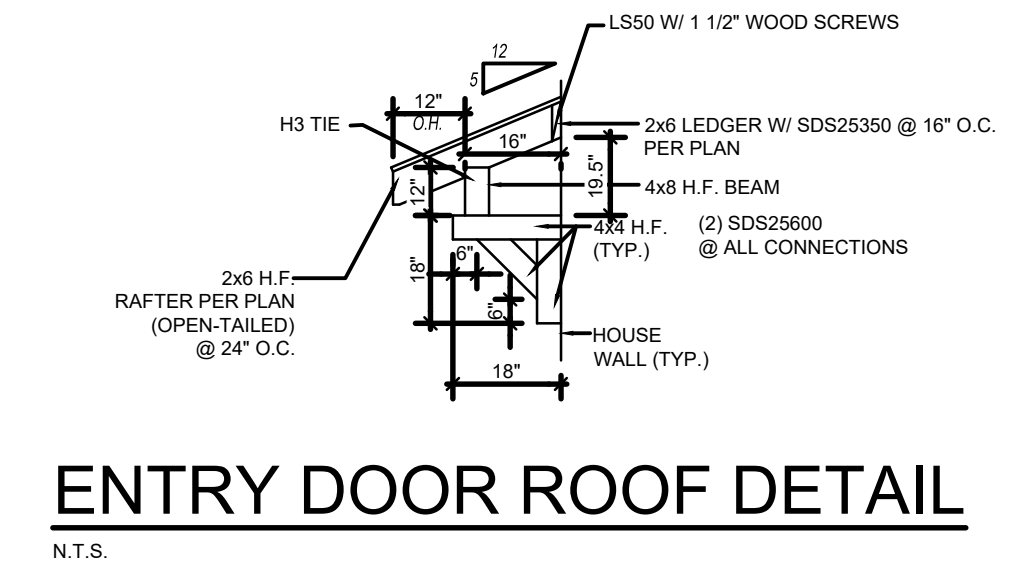 LS50 W/ 1 1/2" WOOD SCREWS
12
5
12"
O.H.
H3 TIE
16"
2x6 LEDGER W/ SDS25350 @ 16" O.C.
PER PLAN
19.5"
12"
4x8 H.F. BEAM
4x4 H.F.
(TYP.)
(2) SDS25600
@ ALL CONNECTIONS
6"
18"
6"
2x6 H.F.
RAFTER PER PLAN
(OPEN-TAILED)
@ 24" O.C.
HOUSE
WALL (TYP.)
18"
ENTRY DOOR ROOF DETAIL
N.T.S.